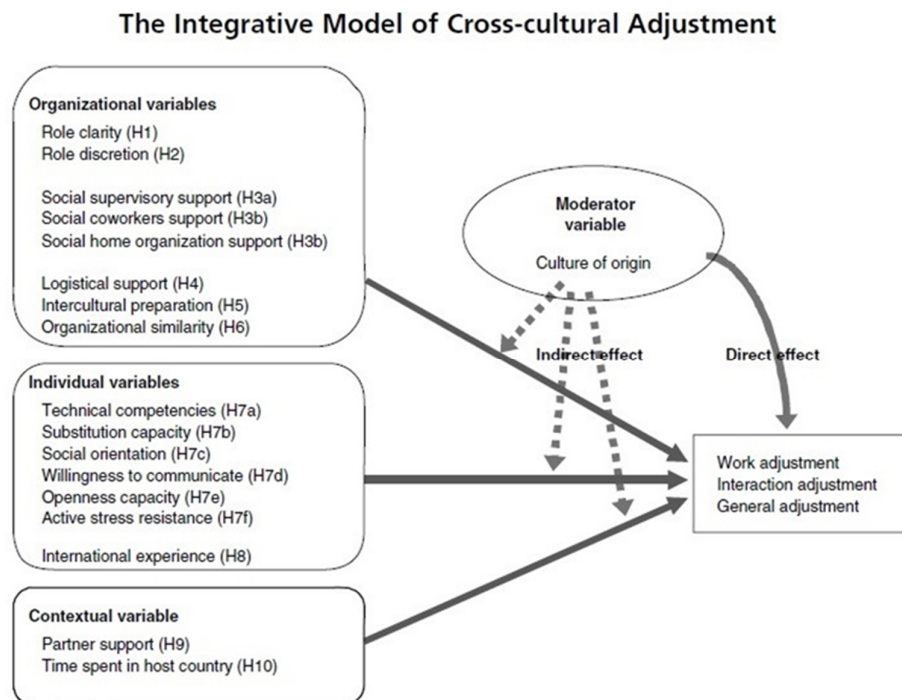 The Integrative Model of Cross-cultural Adjustment
Organizational variables
Role clarity (H1)
Role discretion (H2)
Social supervisory support (H3a)
Social coworkers support (H3b)
Social home organization support (H3b)
Logistical support (H4)
Intercultural preparation (H5)
Organizational similarity (H6)
Individual variables
Technical competencies (H7a)
Substitution capacity (H7b)
Social orientation (H7c)
Willingness to communicate (H7d)
Openness capacity (H7e)
Active stress resistance (H7f)
International experience (H8)
Contextual variable
Partner support (H9)
Time spent in host country (H10)
Moderator
variable
Culture of origin
Indirect effect
Direct effect
Work adjustment
Interaction adjustment
General adjustment